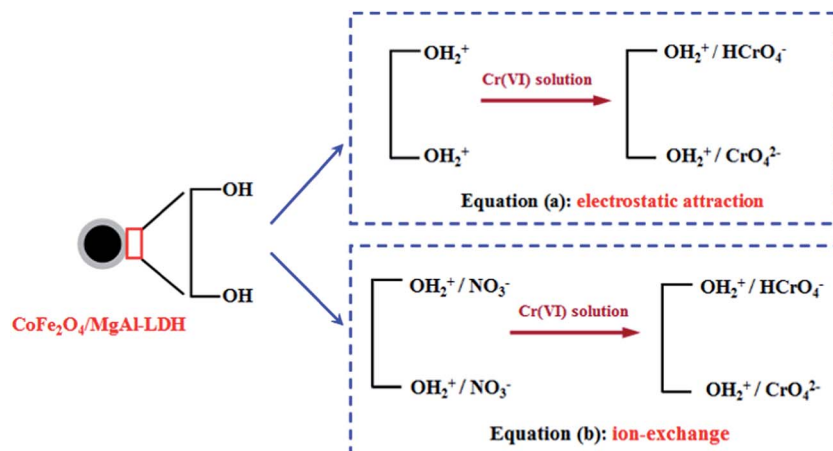 OH
OH
CoFe₂O₄/MgAl-LDH
OH₂⁺
Cr(VI) solution
OH₂⁺ / HCrO₄⁻
OH₂⁺
OH₂⁺ / CrO₄²⁻
Equation (a): electrostatic attraction
OH₂⁺ / NO₃⁻
Cr(VI) solution
OH₂⁺ / HCrO₄⁻
OH₂⁺ / NO₃⁻
OH₂⁺ / CrO₄²⁻
Equation (b): ion-exchange